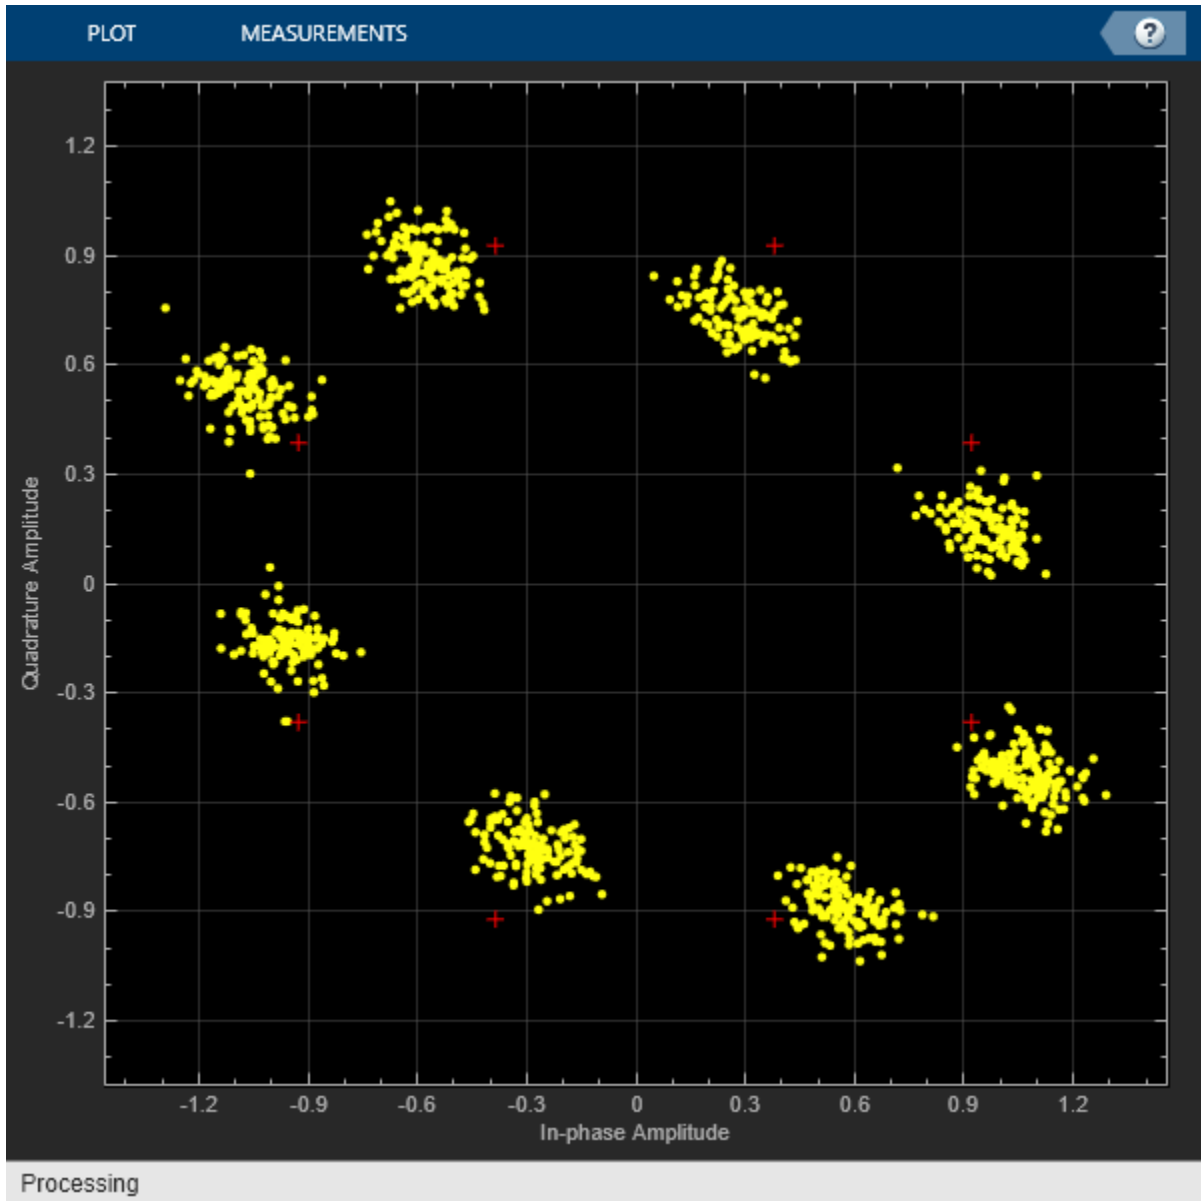 PLOT MEASUREMENTS ?
1.2
0.9
0.6
0.3
0
-0.3
-0.6
-0.9
-1.2
Quadrature Amplitude
-1.2 -0.9 -0.6 -0.3 0 0.3 0.6 0.9 1.2
In-phase Amplitude
Processing